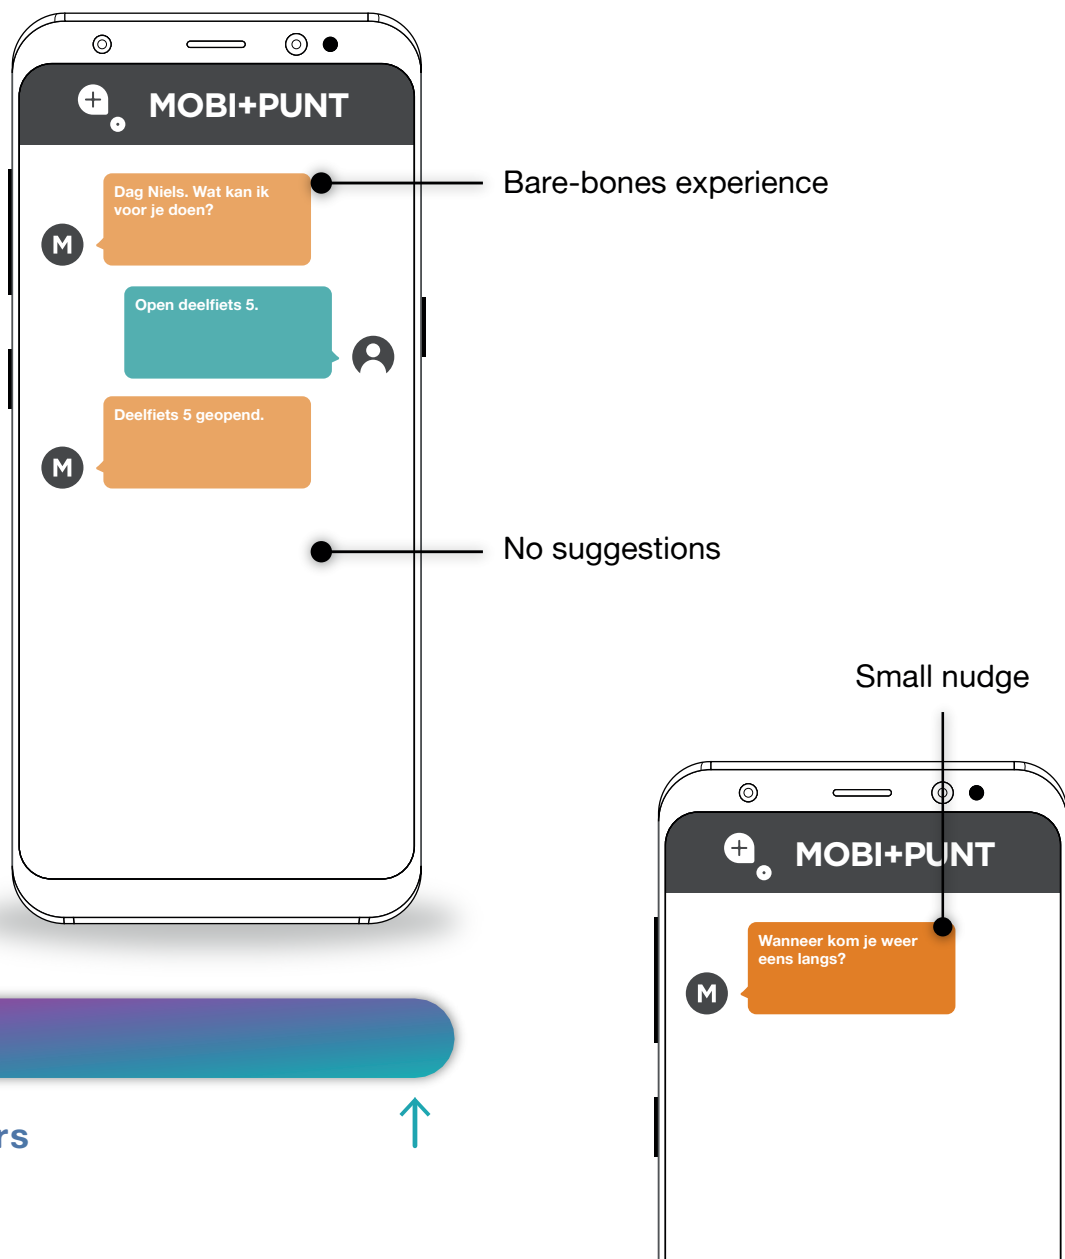 MOBI+PUNT
Dag Niels. Wat kan ik
voor je doen?
M
Open deelfiets 5.
Deelfiets 5 geopend.
M
Bare-bones experience
No suggestions
Small nudge
MOBI+PUNT
Wanneer kom je weer
eens langs?
M
rs